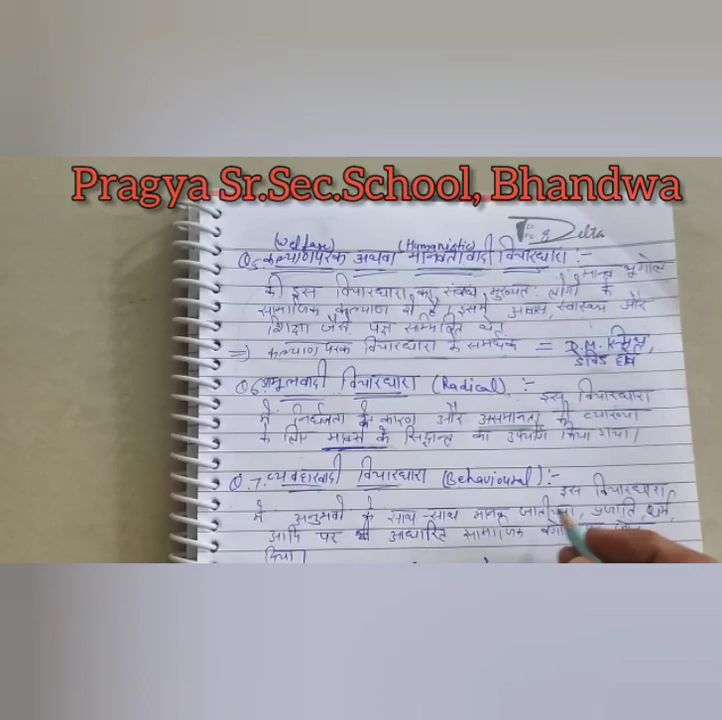 Pragya Sr.Sec.School, Bhandwa
Delta
(Welfare) (Humanistic)
कल्याणपरक अथवा मानवतावादी विचारधारा :-
मानव भूगोल
की इस विचारधारा का संबंध मुख्यतः लोगों के
सामाजिक कल्याण से है, इसमें आवास, स्वास्थ्य और
शिक्षा जैसे पक्ष सम्मिलित थे।
=> कल्याणपरक विचारधारा के समर्थक = D.M. स्मिथ,
डेविड हार्वे
Q6 आमूलवादी विचारधारा (Radical) :-
इस विचारधारा
में निर्धनता के कारण और असमानता की व्याख्या
के लिए मार्क्स के सिद्धान्त का उपयोग किया गया।
Q.7. व्यवहारवादी विचारधारा (Behavioural) :-
इस विचारधारा
में अनुभवों के साथ-साथ मानव जातीयता, प्रजाति धर्म,
आदि पर आधारित सामाजिक
दिया।